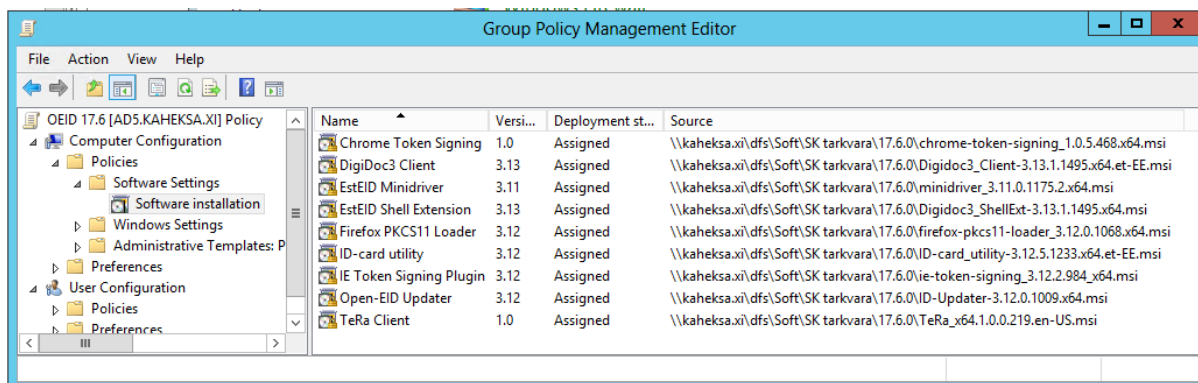 Group Policy Management Editor
File Action View Help
OEID 17.6 [AD5.KAHEKSA.XI] Policy
Computer Configuration
Policies
Software Settings
Software installation
Windows Settings
Administrative Templates: P
Preferences
User Configuration
Policies
Preferences
Name Versi... Deployment st... Source
Chrome Token Signing 1.0 Assigned \\kaheksa.xi\dfs\Soft\SK tarkvara\17.6.0\chrome-token-signing_1.0.5.468.x64.msi
DigiDoc3 Client 3.13 Assigned \\kaheksa.xi\dfs\Soft\SK tarkvara\17.6.0\Digidoc3_Client-3.13.1.1495.x64.et-EE.msi
EstEID Minidriver 3.11 Assigned \\kaheksa.xi\dfs\Soft\SK tarkvara\17.6.0\minidriver_3.11.0.1175.2.x64.msi
EstEID Shell Extension 3.13 Assigned \\kaheksa.xi\dfs\Soft\SK tarkvara\17.6.0\Digidoc3_ShellExt-3.13.1.1495.x64.msi
Firefox PKCS11 Loader 3.12 Assigned \\kaheksa.xi\dfs\Soft\SK tarkvara\17.6.0\firefox-pkcs11-loader_3.12.0.1068.x64.msi
ID-card utility 3.12 Assigned \\kaheksa.xi\dfs\Soft\SK tarkvara\17.6.0\ID-card_utility-3.12.5.1233.x64.et-EE.msi
IE Token Signing Plugin 3.12 Assigned \\kaheksa.xi\dfs\Soft\SK tarkvara\17.6.0\ie-token-signing_3.12.2.984_x64.msi
Open-EID Updater 3.12 Assigned \\kaheksa.xi\dfs\Soft\SK tarkvara\17.6.0\ID-Updater-3.12.0.1009.x64.msi
TeRa Client 1.0 Assigned \\kaheksa.xi\dfs\Soft\SK tarkvara\17.6.0\TeRa_x64.1.0.0.219.en-US.msi